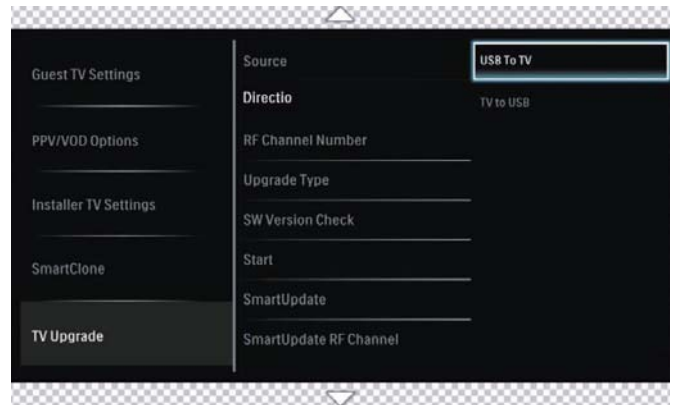 Guest TV Settings
PPV/VOD Options
Installer TV Settings
SmartClone
TV Upgrade
Source
Directio
RF Channel Number
Upgrade Type
SW Version Check
Start
SmartUpdate
SmartUpdate RF Channel
USB To TV
TV to USB